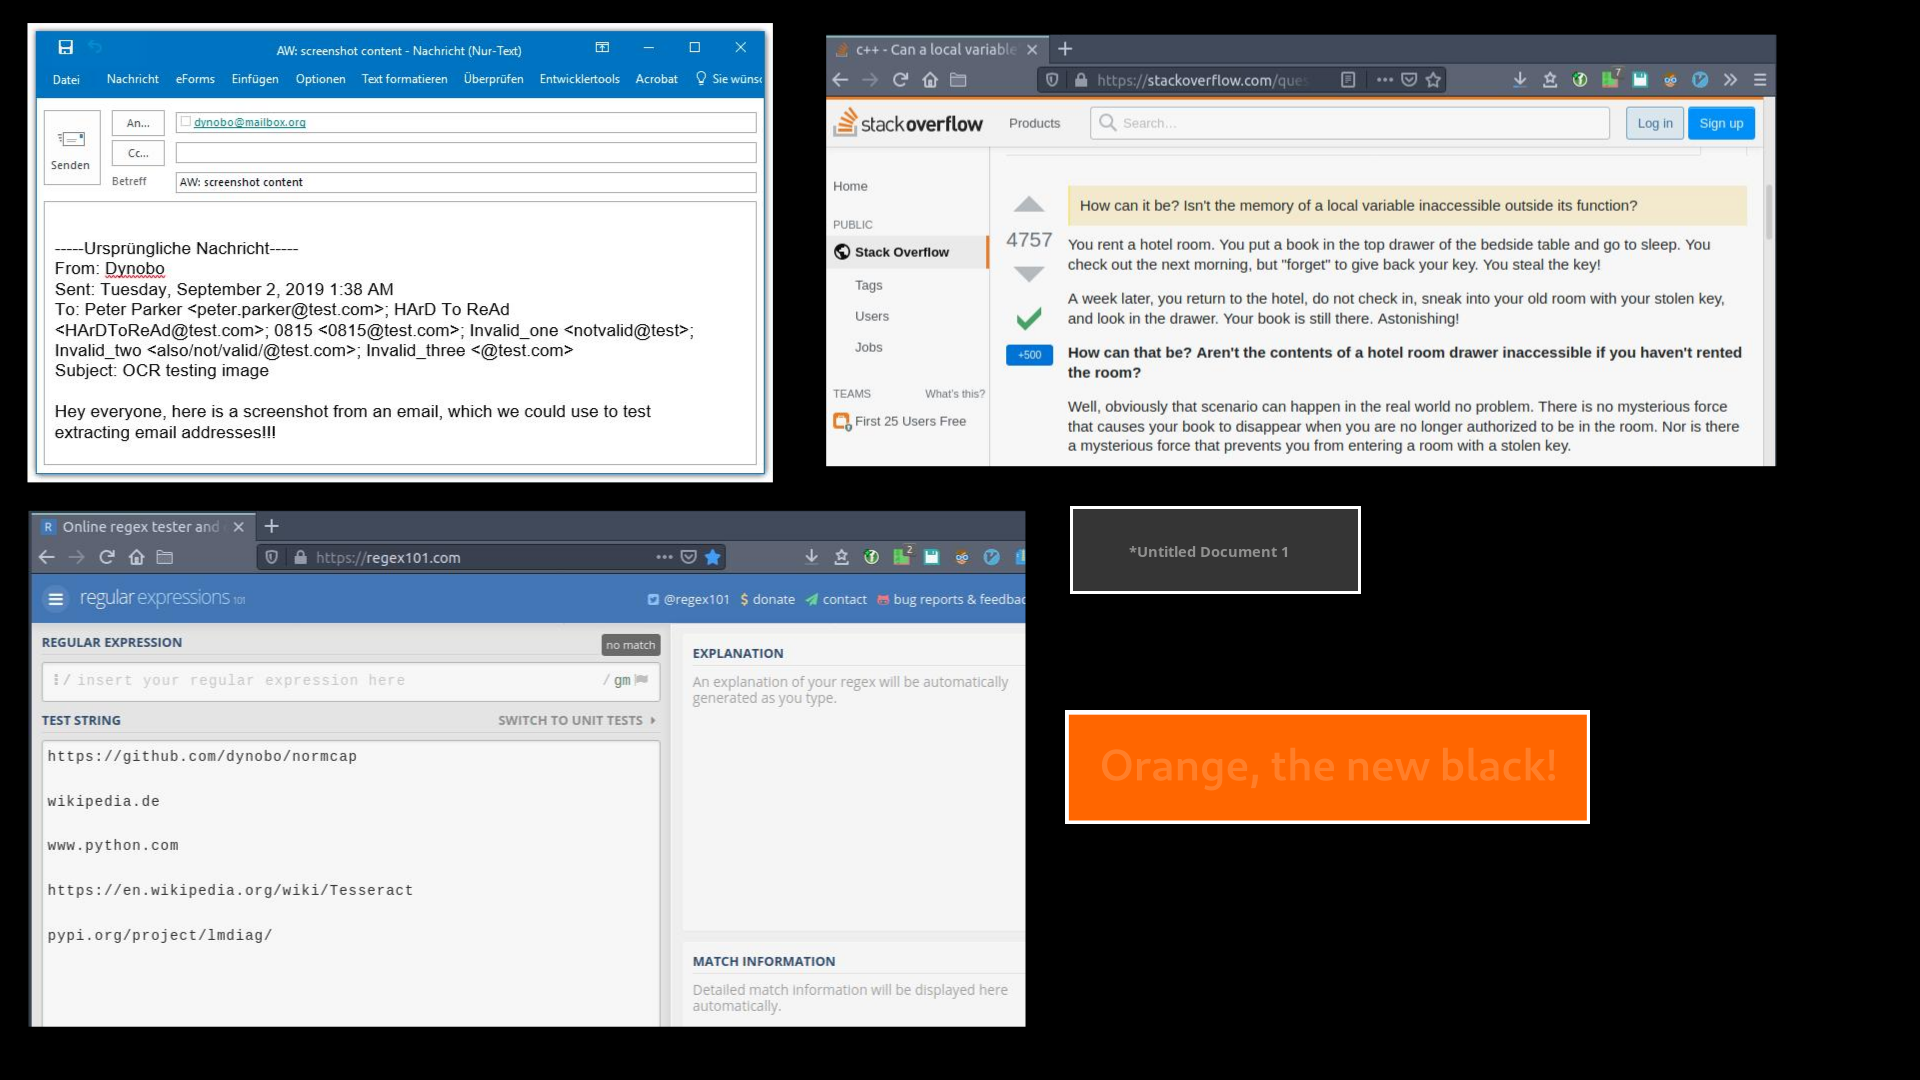 AW: screenshot content - Nachricht (Nur-Text)
Datei Nachricht eForms Einfügen Optionen Text formatieren Überprüfen Entwicklertools Acrobat Sie wüns
Senden
An... dynobo@mailbox.org
Cc...
Betreff AW: screenshot content
-----Ursprüngliche Nachricht-----
From: Dynobo
Sent: Tuesday, September 2, 2019 1:38 AM
To: Peter Parker <peter.parker@test.com>; HArD To ReAd
<HArDToReAd@test.com>; 0815 <0815@test.com>; Invalid_one <notvalid@test>;
Invalid_two <also/not/valid/@test.com>; Invalid_three <@test.com>
Subject: OCR testing image
Hey everyone, here is a screenshot from an email, which we could use to test
extracting email addresses!!!
c++ - Can a local variable
https://stackoverflow.com/ques
7
stackoverflow Products Search... Log in Sign up
Home
PUBLIC
Stack Overflow
Tags
Users
Jobs
TEAMS What's this?
First 25 Users Free
4757
+500
How can it be? Isn't the memory of a local variable inaccessible outside its function?
You rent a hotel room. You put a book in the top drawer of the bedside table and go to sleep. You
check out the next morning, but "forget" to give back your key. You steal the key!
A week later, you return to the hotel, do not check in, sneak into your old room with your stolen key,
and look in the drawer. Your book is still there. Astonishing!
How can that be? Aren't the contents of a hotel room drawer inaccessible if you haven't rented
the room?
Well, obviously that scenario can happen in the real world no problem. There is no mysterious force
that causes your book to disappear when you are no longer authorized to be in the room. Nor is there
a mysterious force that prevents you from entering a room with a stolen key.
R Online regex tester and
https://regex101.com
2
regular expressions 101 @regex101 $ donate contact bug reports & feedbac
REGULAR EXPRESSION no match
/ insert your regular expression here / gm
TEST STRING SWITCH TO UNIT TESTS
https://github.com/dynobo/normcap
wikipedia.de
www.python.com
https://en.wikipedia.org/wiki/Tesseract
pypi.org/project/lmdiag/
EXPLANATION
An explanation of your regex will be automatically
generated as you type.
MATCH INFORMATION
Detailed match information will be displayed here
automatically.
*Untitled Document 1
Orange, the new black!